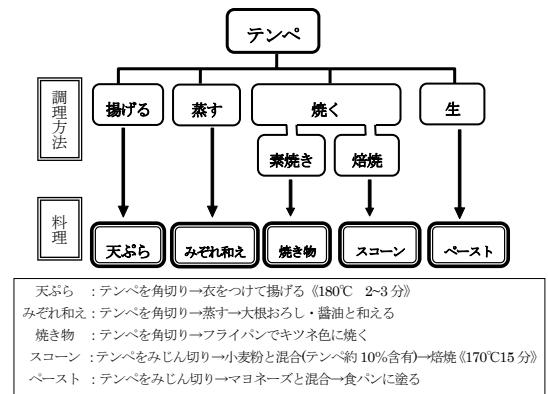 テンペ
調理方法
揚げる 蒸す 焼く 生
素焼き 焙焼
料理
天ぷら みぞれ和え 焼き物 スコーン ペースト
天ぷら :テンペを角切り→衣をつけて揚げる《180℃ 2~3分》
みぞれ和え:テンペを角切り→蒸す→大根おろし・醤油と和える
焼き物 :テンペを角切り→フライパンでキツネ色に焼く
スコーン :テンペをみじん切り→小麦粉と混合(テンペ約10%含有)→焙焼《170℃15分》
ペースト :テンペをみじん切り→マヨネーズと混合→食パンに塗る